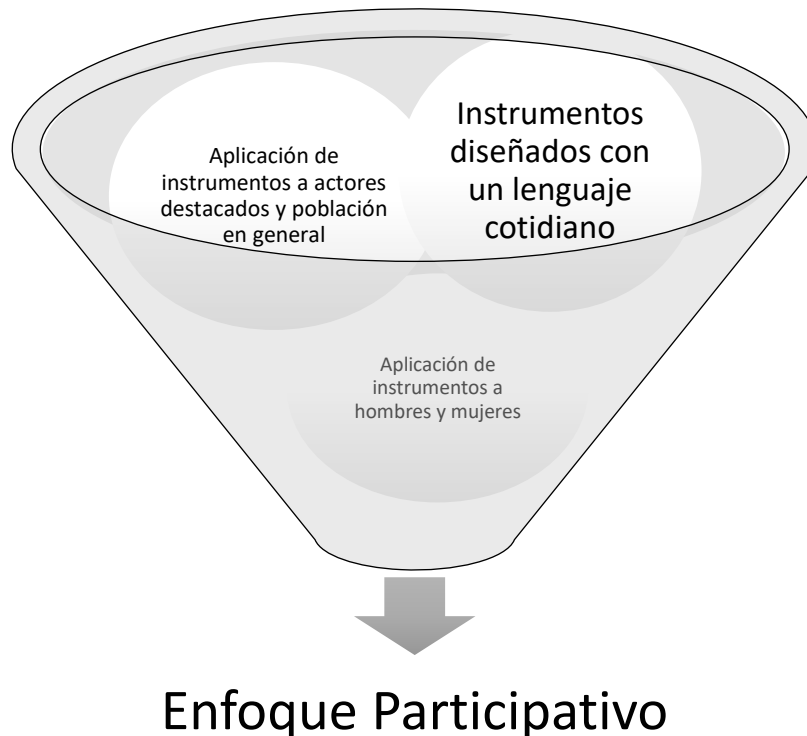 Aplicación de
instrumentos a actores
destacados y población
en general
Instrumentos
diseñados con
un lenguaje
cotidiano
Aplicación de
instrumentos a
hombres y mujeres
Enfoque Participativo